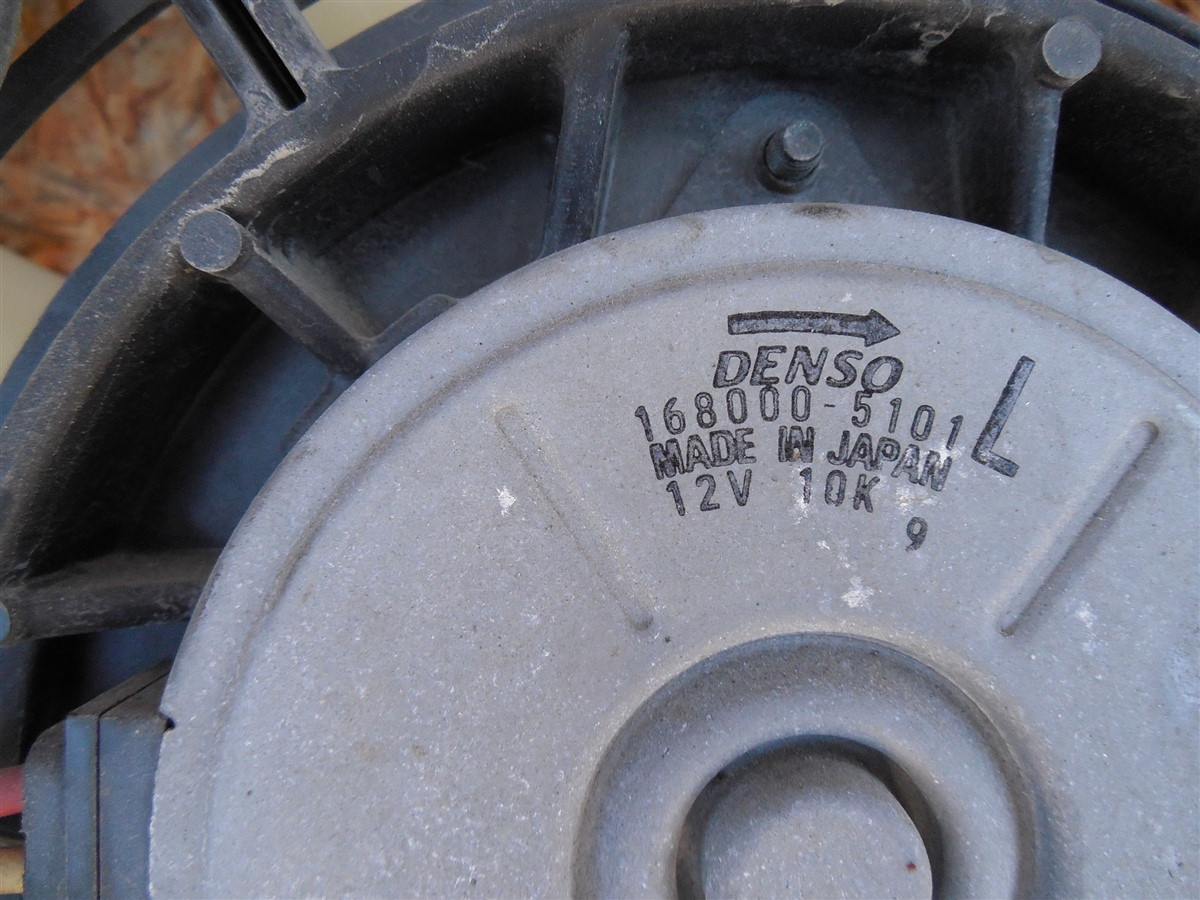 DENSO
168000-5101 L
MADE IN JAPAN
12V 10K
9